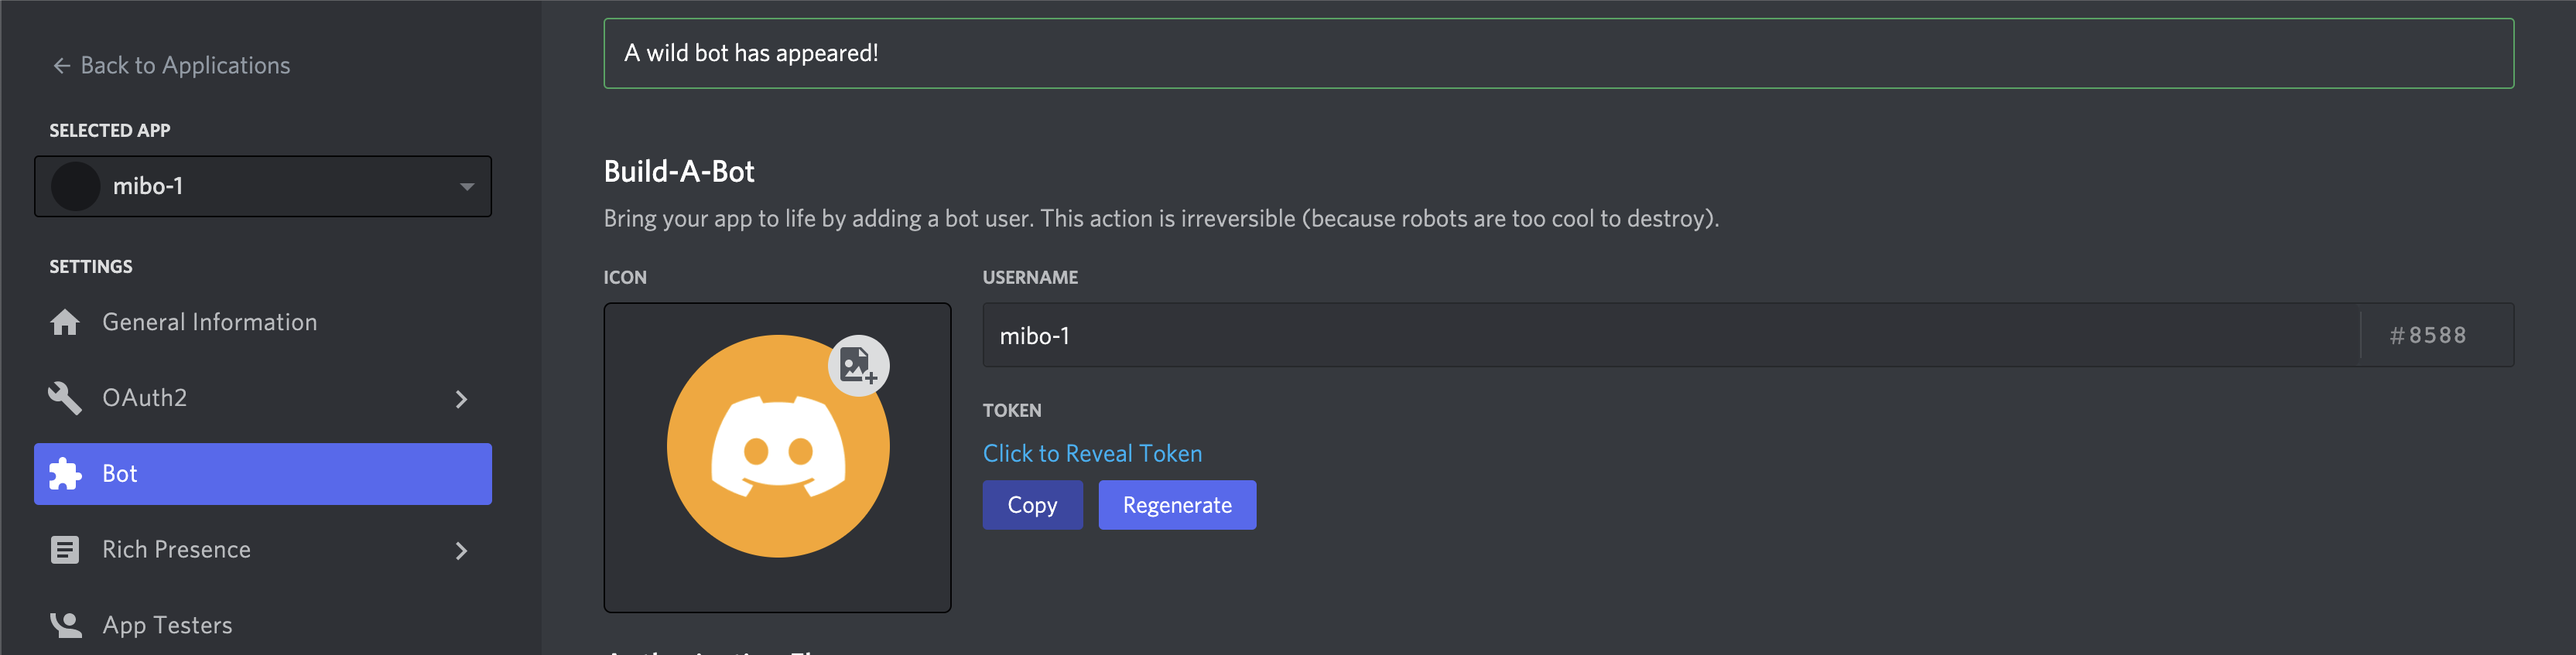 ← Back to Applications
SELECTED APP
mibo-1
SETTINGS
General Information
OAuth2
Bot
Rich Presence
App Testers
A wild bot has appeared!
Build-A-Bot
Bring your app to life by adding a bot user. This action is irreversible (because robots are too cool to destroy).
ICON
USERNAME
mibo-1 #8588
TOKEN
Click to Reveal Token
Copy Regenerate